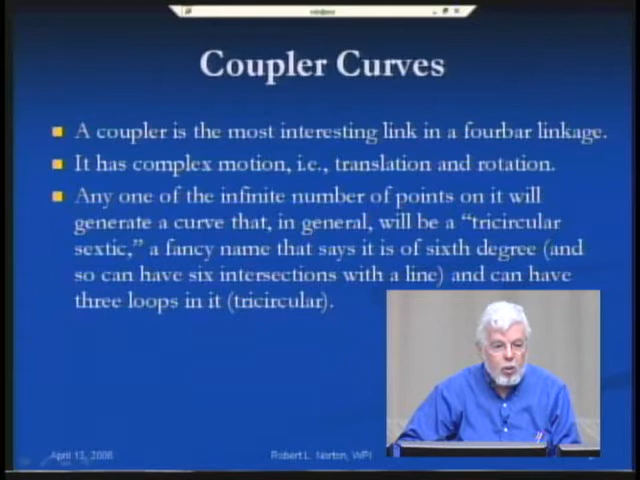 Coupler Curves
A coupler is the most interesting link in a fourbar linkage.
It has complex motion, i.e., translation and rotation.
Any one of the infinite number of points on it will
generate a curve that, in general, will be a “tricircular
sextic,” a fancy name that says it is of sixth degree (and
so can have six intersections with a line) and can have
three loops in it (tricircular).
Robert L. Norton, WPI